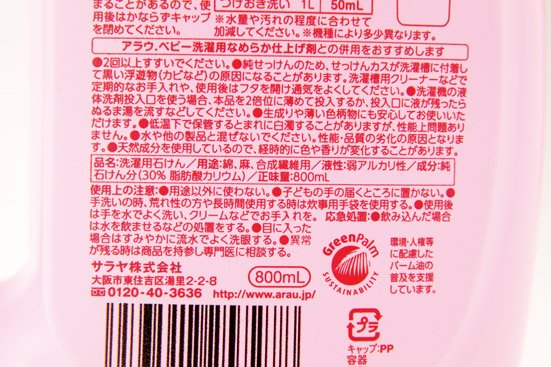 まることがありますので、使
用後はかならずキャップ
を閉めてください。
つけおき洗い 1L 50mL
※水量や汚れの程度に合わせて
加減してください。※機種により多少異なります。
アラウ.ベビー洗濯用なめらか仕上げ剤との併用をおすすめします
●2回以上すすいでください。●純せっけんのため、せっけんカスが洗濯槽に付着し
て黒い浮遊物(カビなど)の原因になることがあります。洗濯槽用クリーナーなどで
定期的なお手入れや、使用後はフタを開け通気をよくしてください。●洗濯機の液
体洗剤投入口を使う場合、本品を2倍位に薄めて投入するか、投入口に液が残ったら
ぬるま湯を流すなどしてください。●生成りや薄い色柄物にも安心してお使いいた
だけます。●低温下で保管するとまれに白濁することがありますが、性能上問題あり
ません。●水や他の製品と混ぜないでください。性能・品質の劣化の原因となりま
す。●天然成分を使用しているので、経時的に色や香りが変化することがあります。
品名:洗濯用石けん/用途:綿、麻、合成繊維用/液性:弱アルカリ性/成分:純
石けん分(30% 脂肪酸カリウム)/正味量:800mL
使用上の注意:●用途以外に使わない。●子どもの手の届くところに置かない。●
手洗いの時、荒れ性の方や長時間使用する時は炊事用手袋を使用する。●使用後
は手を水でよく洗い、クリームなどでお手入れを。 応急処置:●飲み込んだ場合
は水を飲ませるなどの処置をする。●目に入った
場合はすみやかに流水でよく洗眼する。●異常
が残る時は商品を持参し専門医に相談する。
サラヤ株式会社
大阪市東住吉区湯里2-2-8
0120-40-3636 http://www.arau.jp/
800mL
GreenPalm
SUSTAINABILITY
環境・人権等
に配慮した
パーム油の
普及を支援
しています。
プラ
キャップ:PP
容器